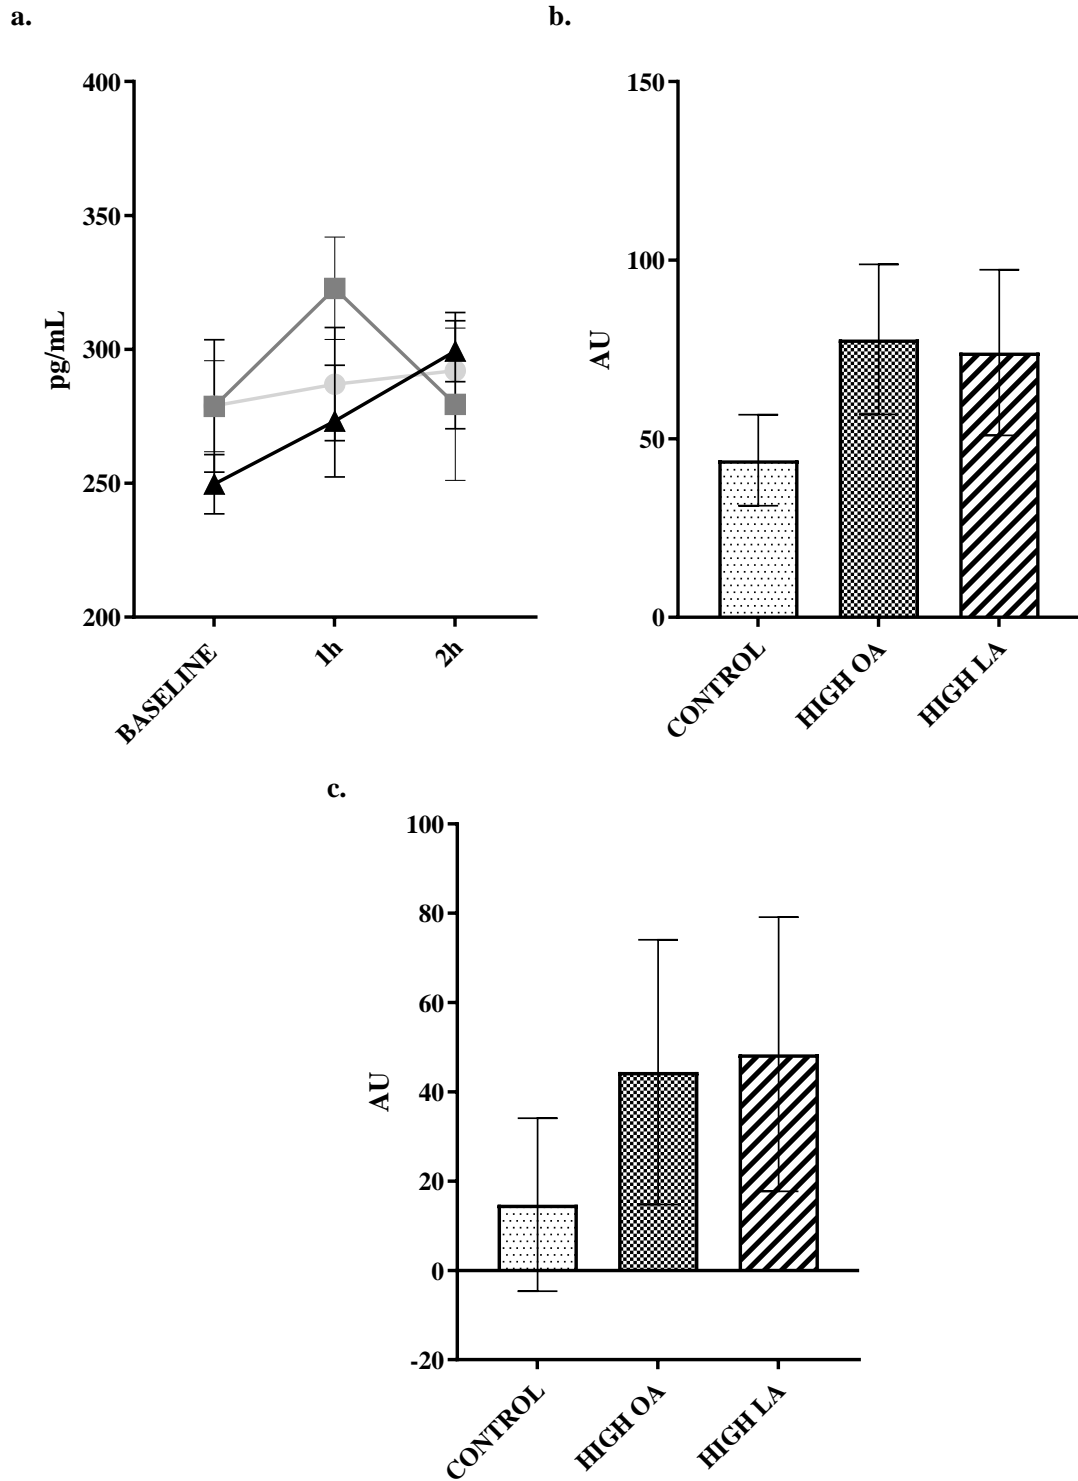 a.
400
350
300
250
200
pg/mL
BASELINE
1h
2h
b.
150
100
50
0
AU
CONTROL
HIGH OA
HIGH LA
c.
100
80
60
40
20
0
-20
AU
CONTROL
HIGH OA
HIGH LA